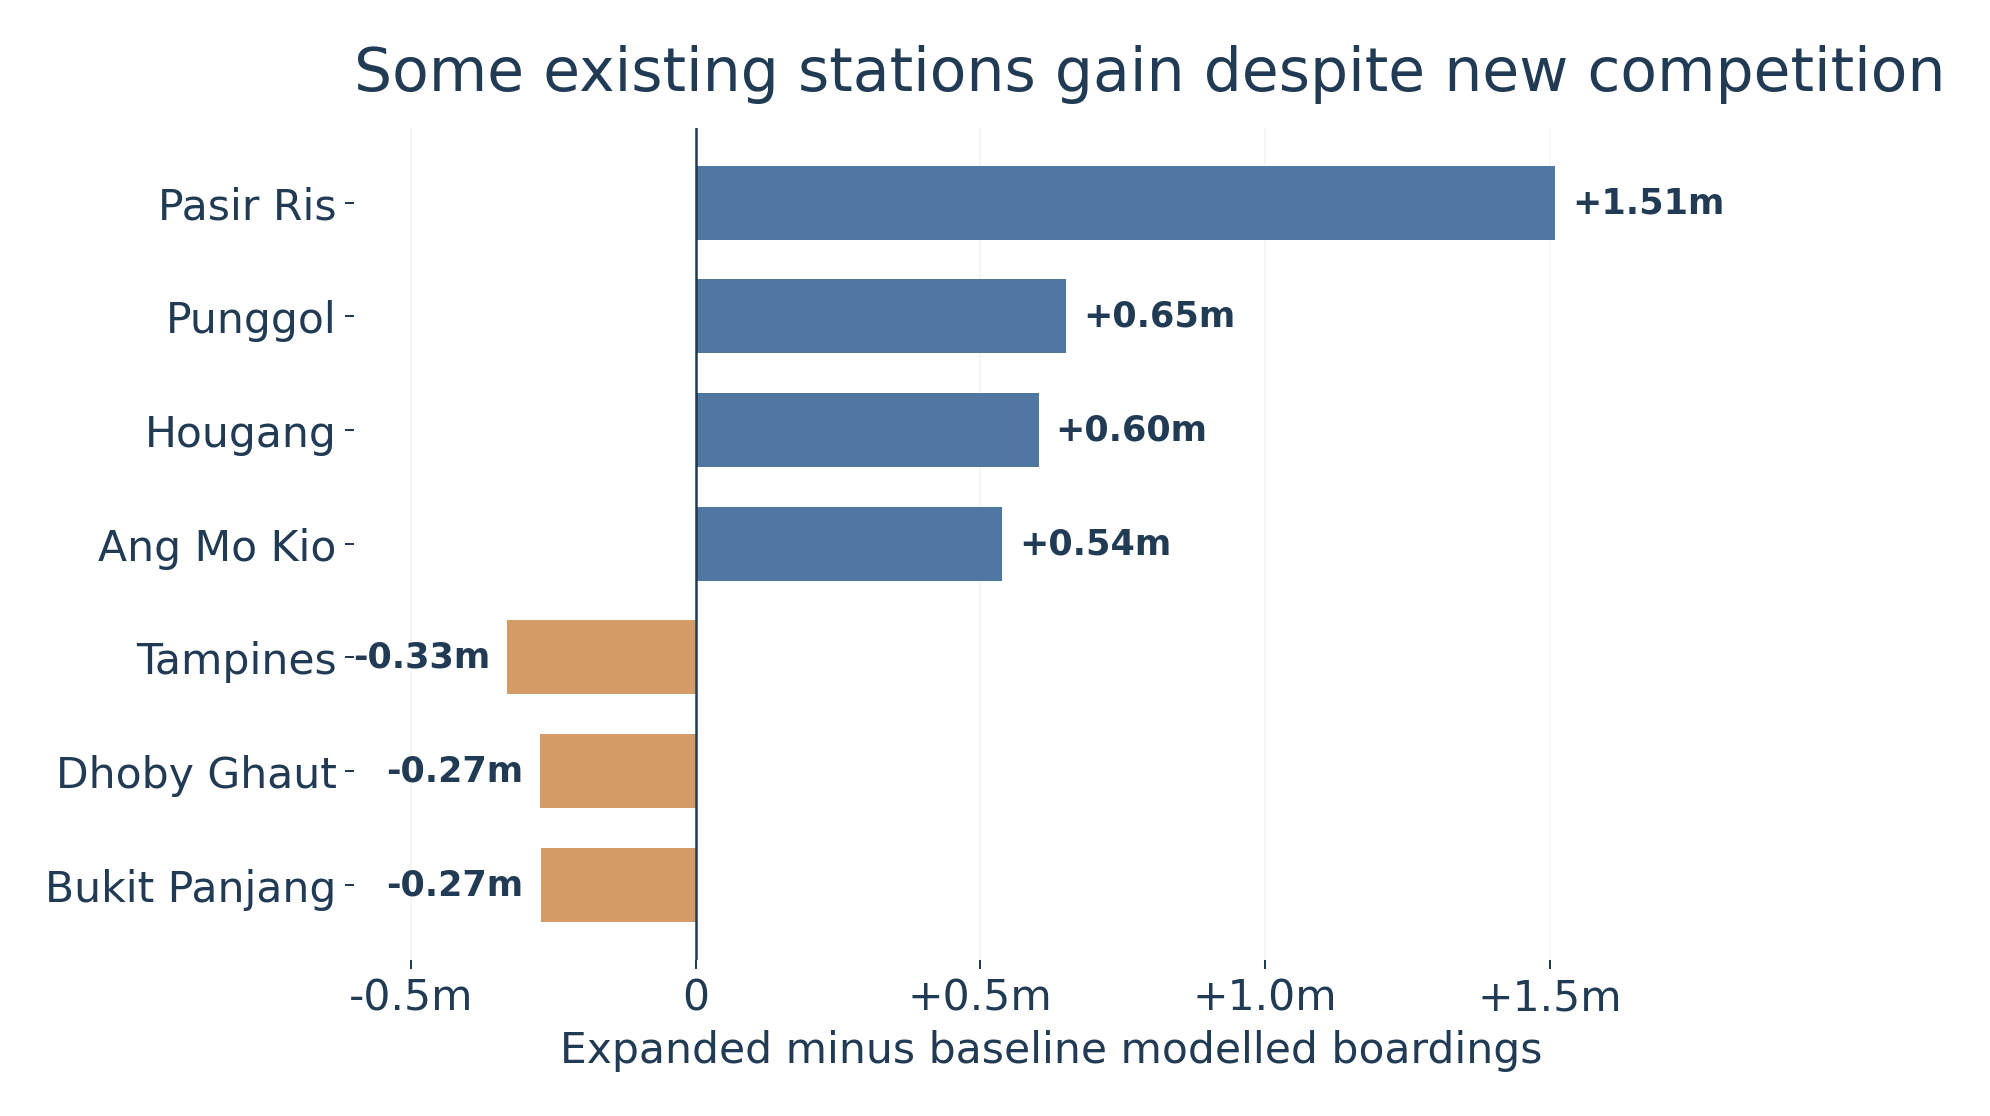 Some existing stations gain despite new competition
Pasir Ris +1.51m
Punggol +0.65m
Hougang +0.60m
Ang Mo Kio +0.54m
Tampines -0.33m
Dhoby Ghaut -0.27m
Bukit Panjang -0.27m
-0.5m 0 +0.5m +1.0m +1.5m
Expanded minus baseline modelled boardings